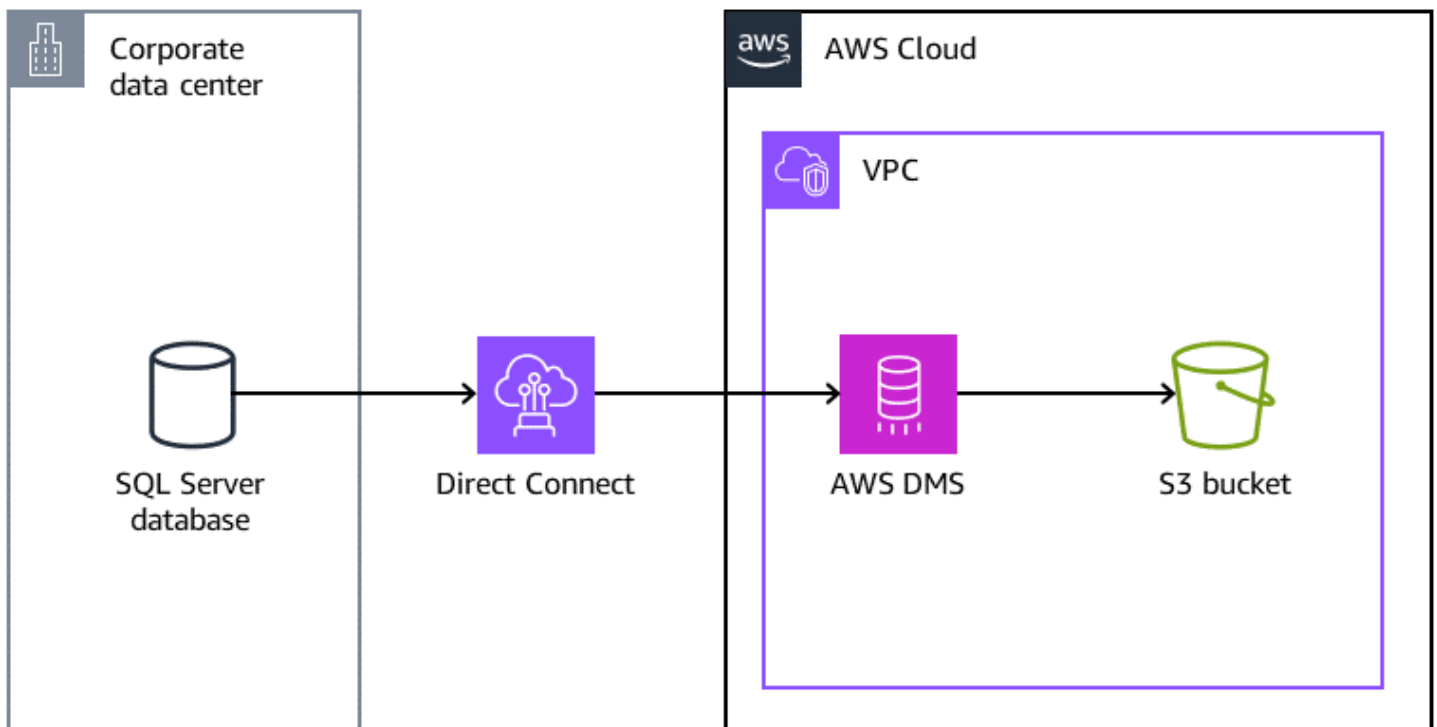 Corporate
data center
aws
AWS Cloud
VPC
SQL Server
database
Direct Connect
AWS DMS
S3 bucket